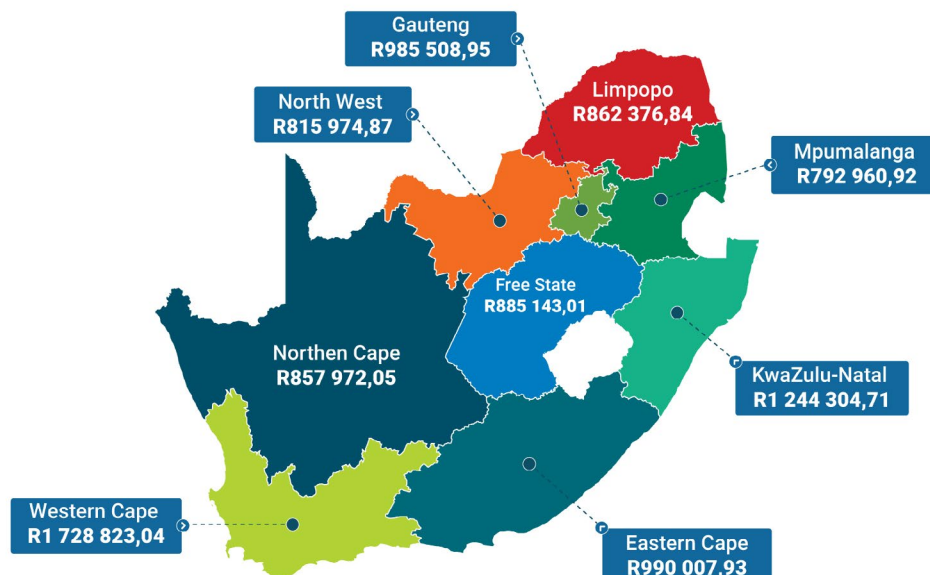 Gauteng
R985 508,95
Limpopo
R862 376,84
North West
R815 974,87
Mpumalanga
R792 960,92
Free State
R885 143,01
Northen Cape
R857 972,05
KwaZulu-Natal
R1 244 304,71
Western Cape
R1 728 823,04
Eastern Cape
R990 007,93